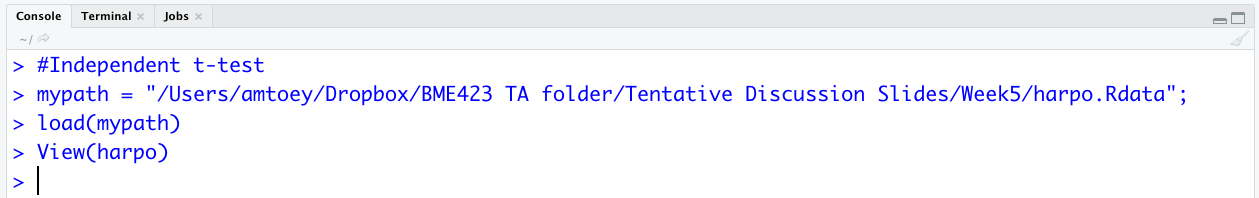 Console Terminal × Jobs ×
~/
> #Independent t-test
> mypath = "/Users/amtoey/Dropbox/BME423 TA folder/Tentative Discussion Slides/Week5/harpo.Rdata";
> load(mypath)
> View(harpo)
>